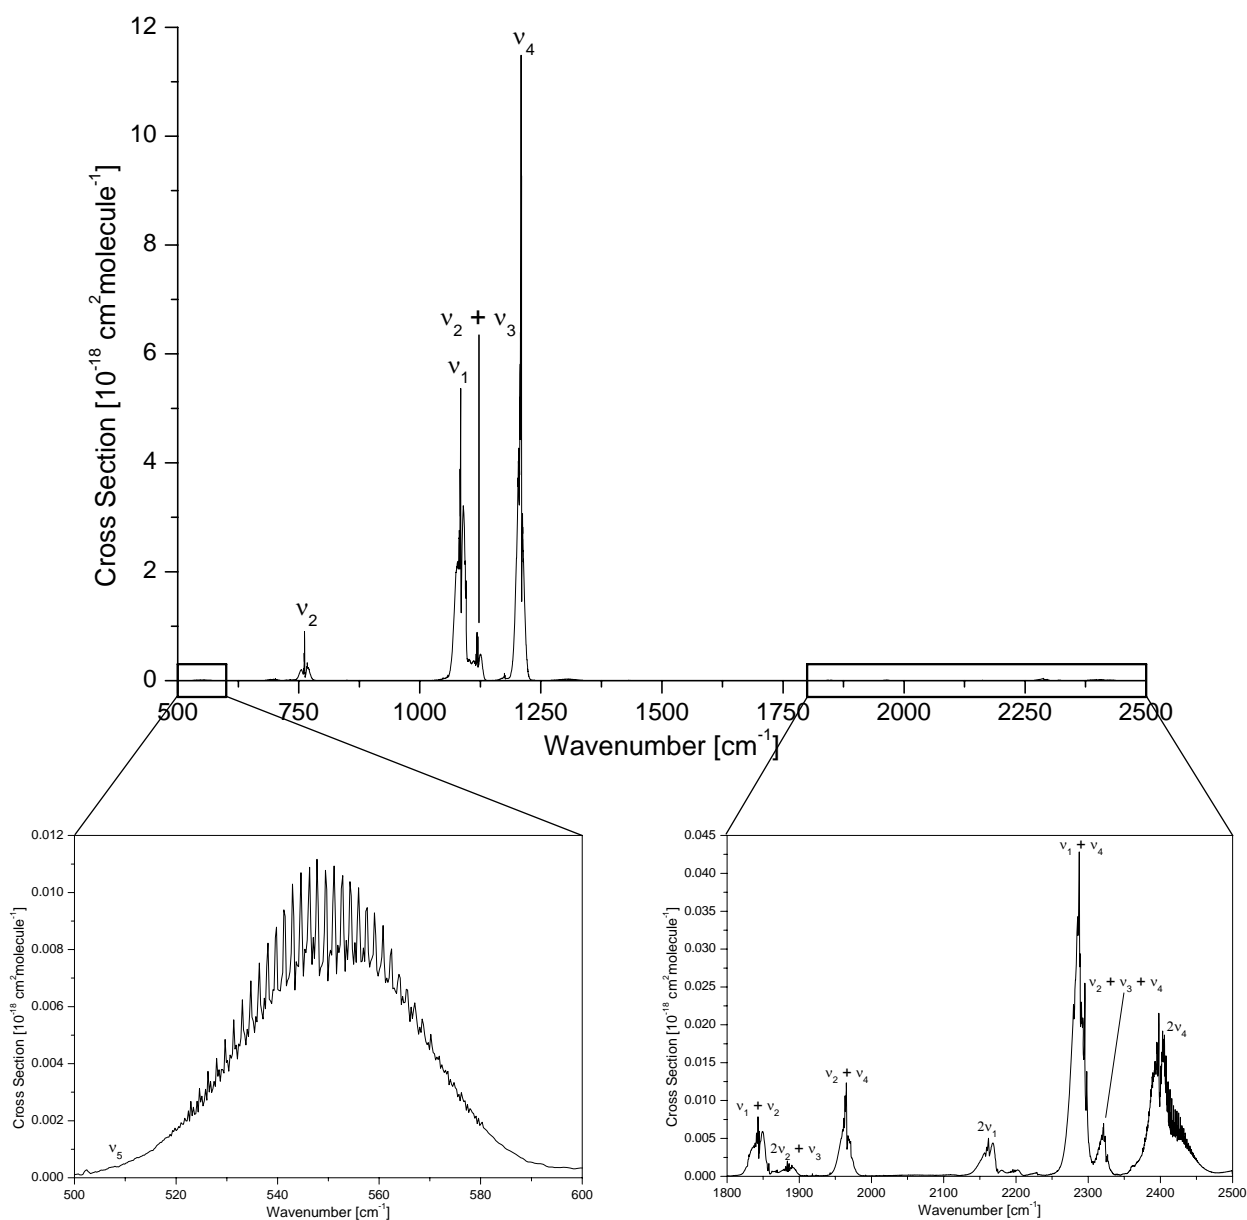 12
10
8
6
4
2
0
Cross Section [10⁻¹⁸ cm²molecule⁻¹]
ν₄
ν₂ + ν₃
ν₁
ν₂
500 750 1000 1250 1500 1750 2000 2250 2500
Wavenumber [cm⁻¹]
0.012
0.010
0.008
0.006
0.004
0.002
0.000
Cross Section [10⁻¹⁸ cm²molecule⁻¹]
ν₅
500 520 540 560 580 600
Wavenumber [cm⁻¹]
0.045
0.040
0.035
0.030
0.025
0.020
0.015
0.010
0.005
0.000
Cross Section [10⁻¹⁸ cm²molecule⁻¹]
ν₁ + ν₄
ν₂ + ν₃ + ν₄
2ν₄
ν₂ + ν₄
ν₁ + ν₂
2ν₁
2ν₂ + ν₃
1800 1900 2000 2100 2200 2300 2400 2500
Wavenumber [cm⁻¹]